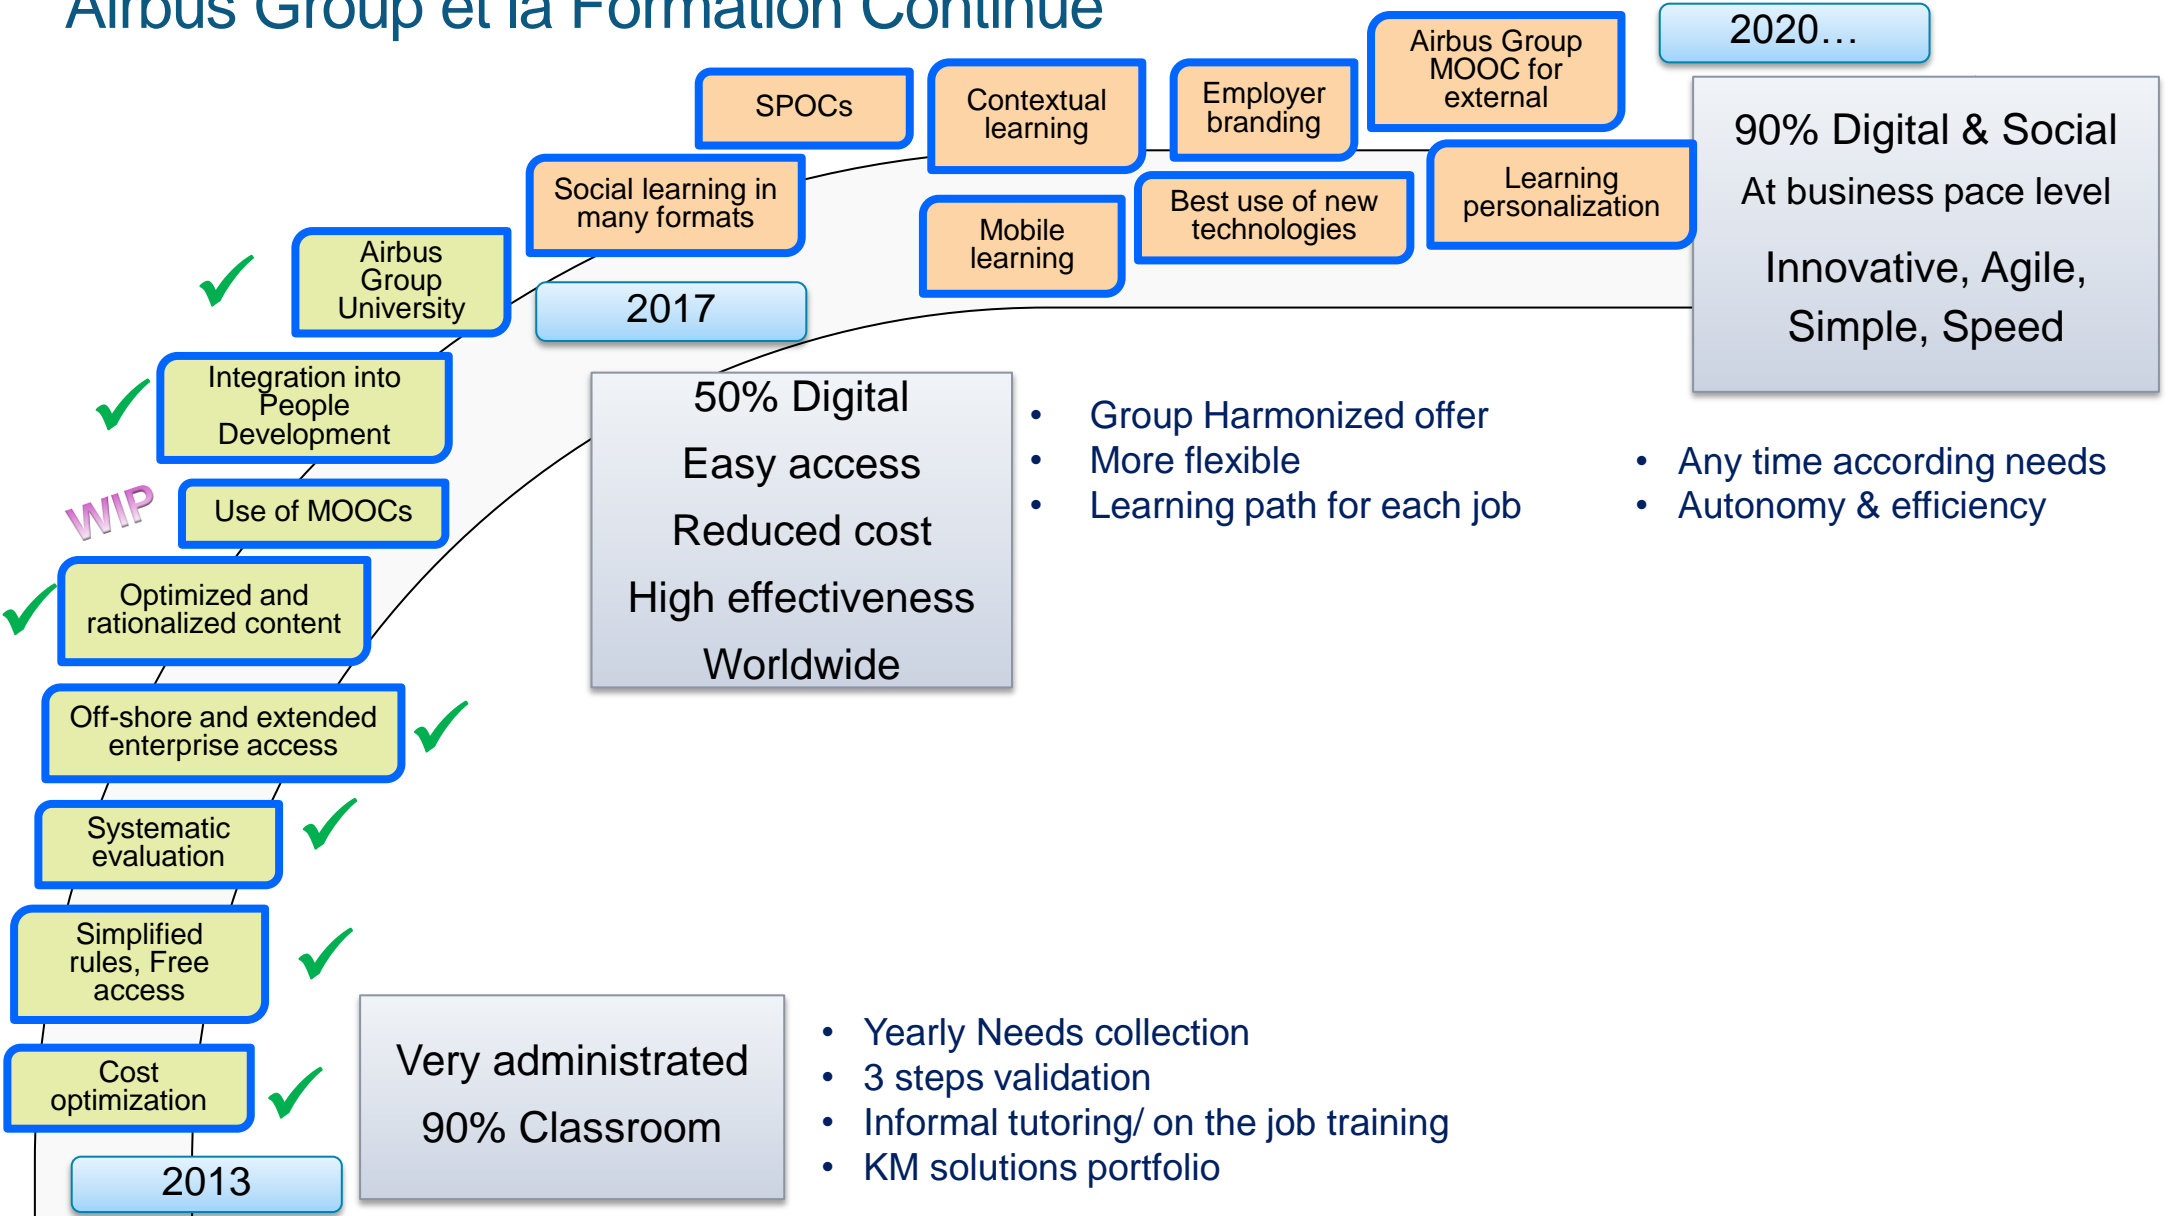 Airbus Group et la Formation Continue
2020…
Airbus Group
MOOC for
external
SPOCs
Contextual
learning
Employer
branding
90% Digital & Social
At business pace level
Innovative, Agile,
Simple, Speed
Social learning in
many formats
Mobile
learning
Best use of new
technologies
Learning
personalization
Airbus
Group
University
2017
Integration into
People
Development
50% Digital
Easy access
Reduced cost
High effectiveness
Worldwide
• Group Harmonized offer
• More flexible
• Learning path for each job
• Any time according needs
• Autonomy & efficiency
WIP
Use of MOOCs
Optimized and
rationalized content
Off-shore and extended
enterprise access
Systematic
evaluation
Simplified
rules, Free
access
Cost
optimization
Very administrated
90% Classroom
• Yearly Needs collection
• 3 steps validation
• Informal tutoring/ on the job training
• KM solutions portfolio
2013